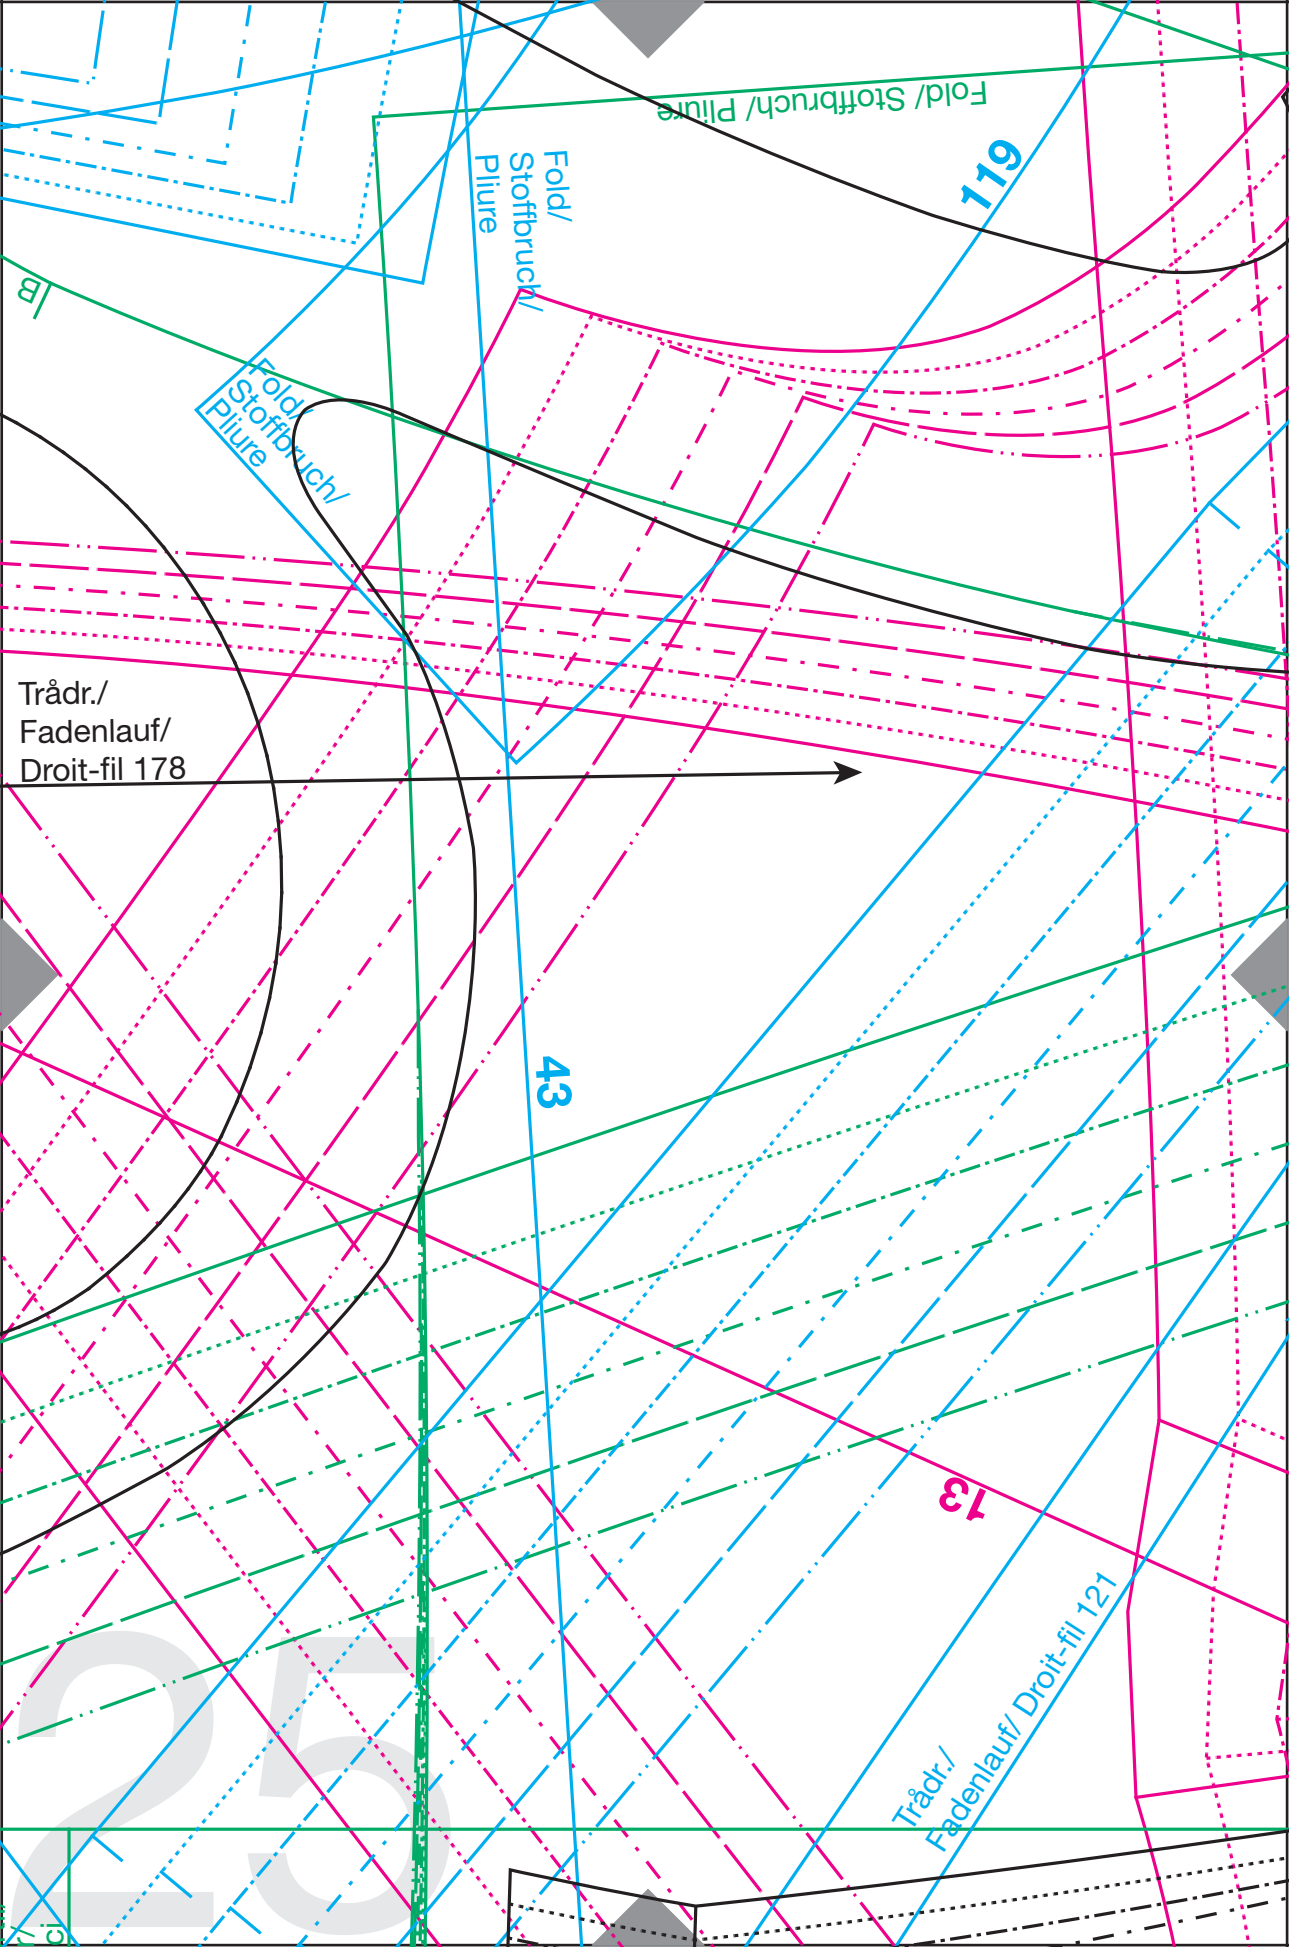 Fold/ Stoffbruch/ Pliure
119
Fold/
Stoffbruch/
Pliure
B
Fold/
Stoffbruch/
Pliure
Trådr./
Fadenlauf/
Droit-fil 178
43
13
Trådr./
Fadenlauf/ Droit-fil 121
25